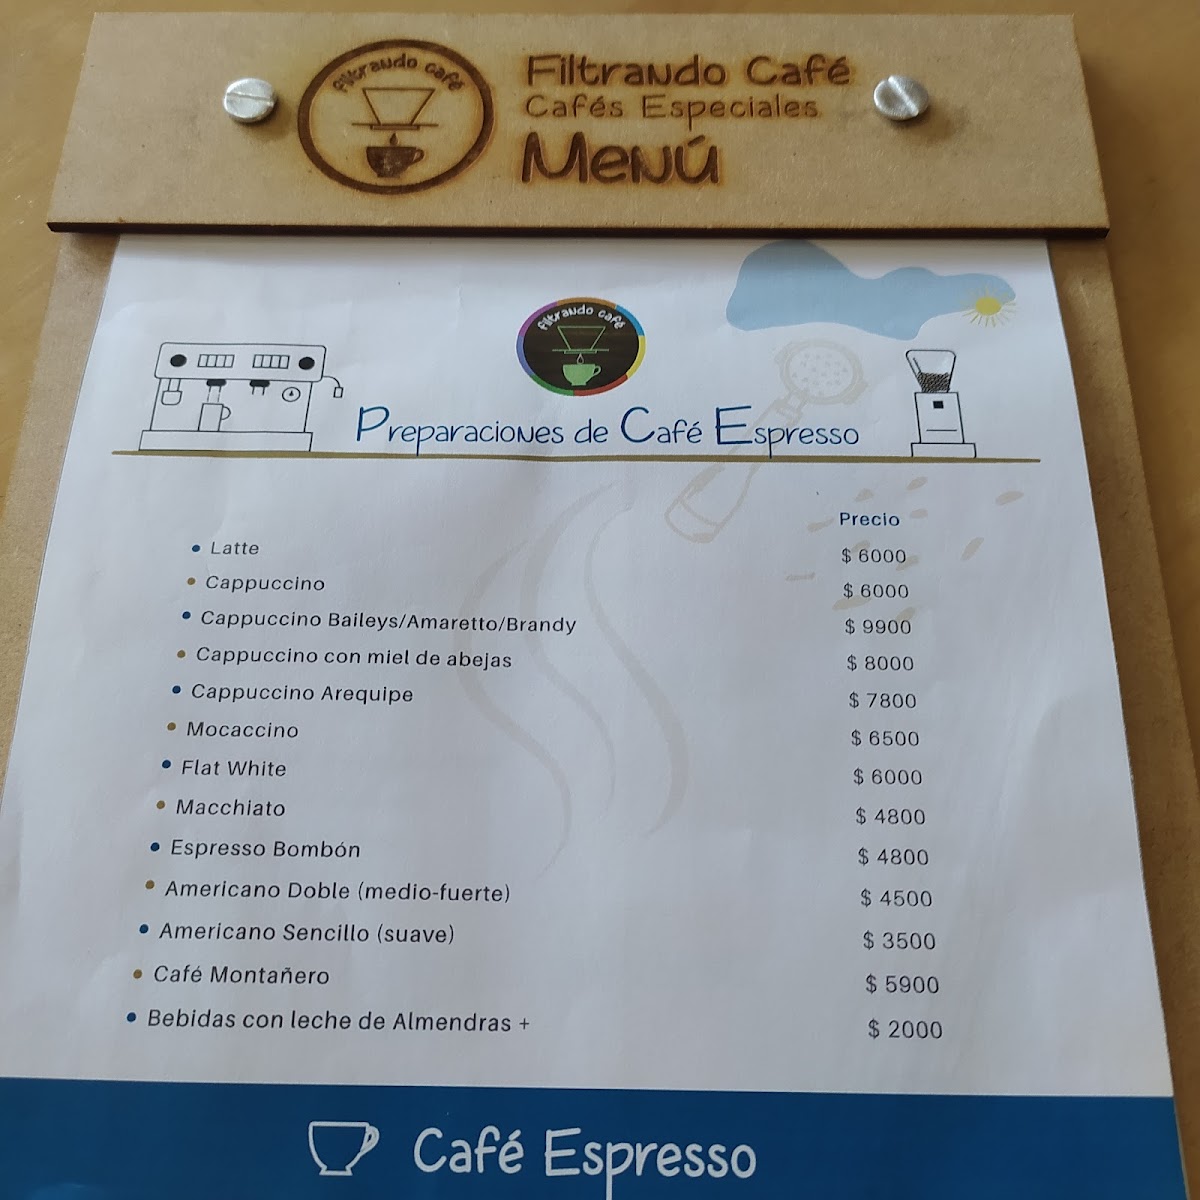 filtrando café
Filtrando Café
Cafés Especiales
Menú
filtrando café
Preparaciones de Café Espresso
Precio
Latte $ 6000
Cappuccino $ 6000
Cappuccino Baileys/Amaretto/Brandy $ 9900
Cappuccino con miel de abejas $ 8000
Cappuccino Arequipe $ 7800
Mocaccino $ 6500
Flat White $ 6000
Macchiato $ 4800
Espresso Bombón $ 4800
Americano Doble (medio-fuerte) $ 4500
Americano Sencillo (suave) $ 3500
Café Montañero $ 5900
Bebidas con leche de Almendras + $ 2000
Café Espresso